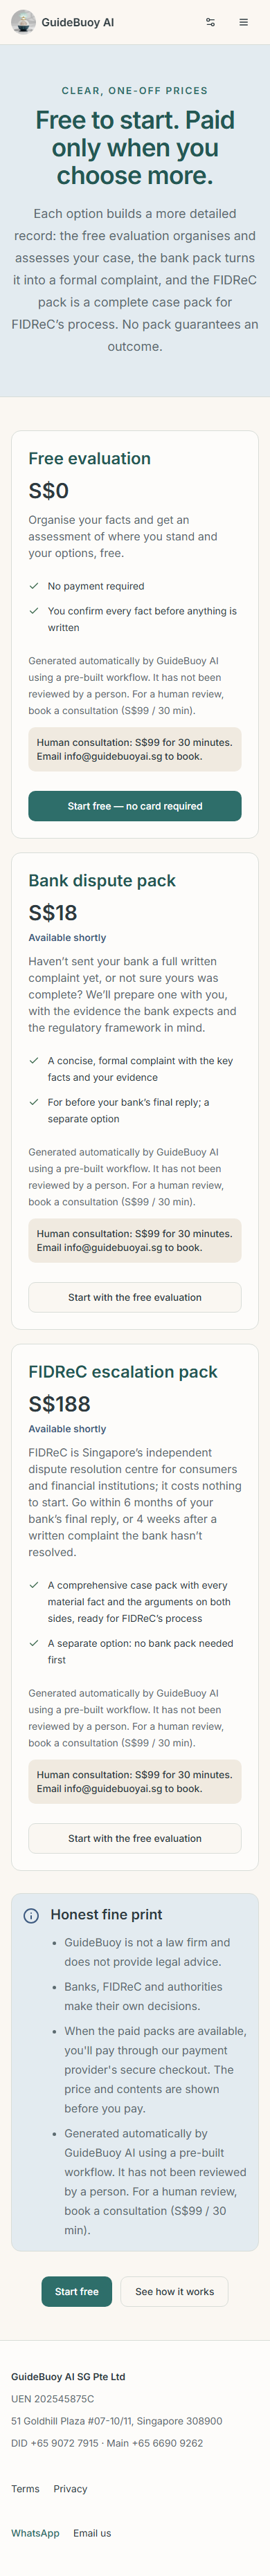 GuideBuoy AI
CLEAR, ONE-OFF PRICES
Free to start. Paid
only when you
choose more.
Each option builds a more detailed
record: the free evaluation organises and
assesses your case, the bank pack turns
it into a formal complaint, and the FIDReC
pack is a complete case pack for
FIDReC’s process. No pack guarantees an
outcome.
Free evaluation
S$0
Organise your facts and get an
assessment of where you stand and
your options, free.
No payment required
You confirm every fact before anything is
written
Generated automatically by GuideBuoy AI
using a pre-built workflow. It has not been
reviewed by a person. For a human review,
book a consultation (S$99 / 30 min).
Human consultation: S$99 for 30 minutes.
Email info@guidebuoyai.sg to book.
Start free — no card required
Bank dispute pack
S$18
Available shortly
Haven’t sent your bank a full written
complaint yet, or not sure yours was
complete? We’ll prepare one with you,
with the evidence the bank expects and
the regulatory framework in mind.
A concise, formal complaint with the key
facts and your evidence
For before your bank’s final reply; a
separate option
Generated automatically by GuideBuoy AI
using a pre-built workflow. It has not been
reviewed by a person. For a human review,
book a consultation (S$99 / 30 min).
Human consultation: S$99 for 30 minutes.
Email info@guidebuoyai.sg to book.
Start with the free evaluation
FIDReC escalation pack
S$188
Available shortly
FIDReC is Singapore’s independent
dispute resolution centre for consumers
and financial institutions; it costs nothing
to start. Go within 6 months of your
bank’s final reply, or 4 weeks after a
written complaint the bank hasn’t
resolved.
A comprehensive case pack with every
material fact and the arguments on both
sides, ready for FIDReC’s process
A separate option: no bank pack needed
first
Generated automatically by GuideBuoy AI
using a pre-built workflow. It has not been
reviewed by a person. For a human review,
book a consultation (S$99 / 30 min).
Human consultation: S$99 for 30 minutes.
Email info@guidebuoyai.sg to book.
Start with the free evaluation
Honest fine print
GuideBuoy is not a law firm and
does not provide legal advice.
Banks, FIDReC and authorities
make their own decisions.
When the paid packs are available,
you'll pay through our payment
provider's secure checkout. The
price and contents are shown
before you pay.
Generated automatically by
GuideBuoy AI using a pre-built
workflow. It has not been reviewed
by a person. For a human review,
book a consultation (S$99 / 30
min).
Start free
See how it works
GuideBuoy AI SG Pte Ltd
UEN 202545875C
51 Goldhill Plaza #07-10/11, Singapore 308900
DID +65 9072 7915 · Main +65 6690 9262
Terms
Privacy
WhatsApp
Email us